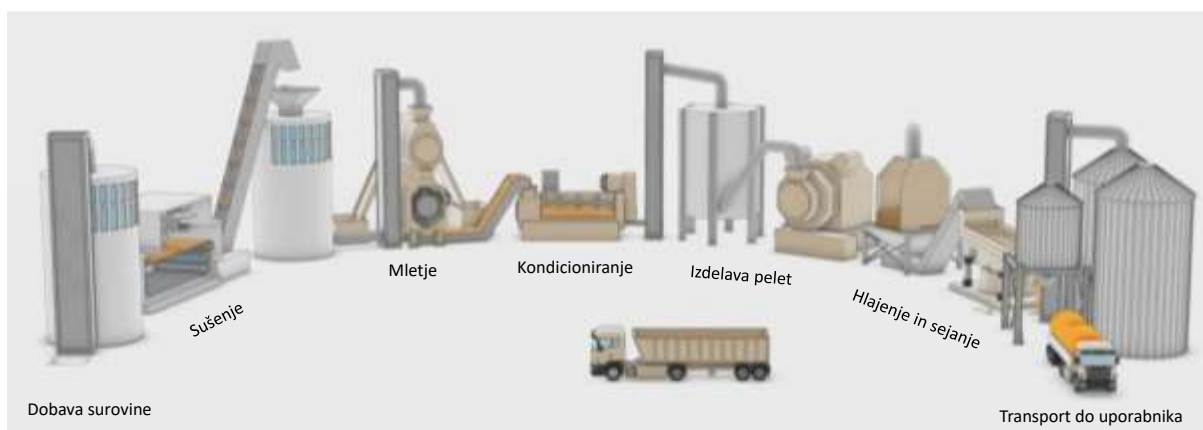 Dobava surovine
Sušenje
Mletje
Kondicioniranje
Izdelava pelet
Hlajenje in sejanje
Transport do uporabnika